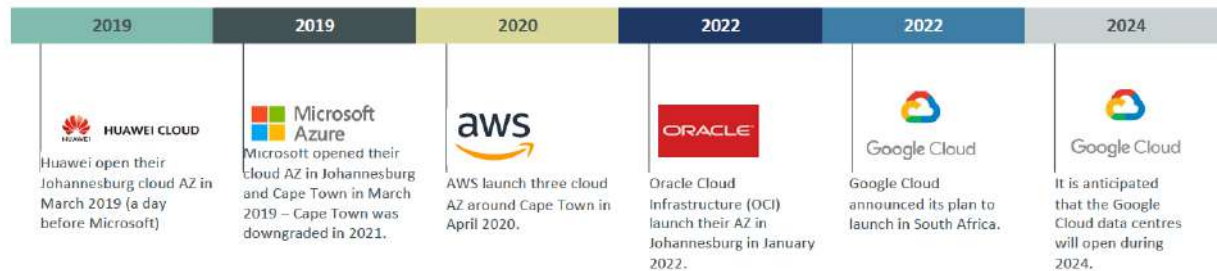 2019
2019
2020
2022
2022
2024
HUAWEI
HUAWEI CLOUD
Huawei open their
Johannesburg cloud AZ in
March 2019 (a day
before Microsoft)
Microsoft
Azure
Microsoft opened their
cloud AZ in Johannesburg
and Cape Town in March
2019 – Cape Town was
downgraded in 2021.
aws
AWS launch three cloud
AZ around Cape Town in
April 2020.
ORACLE
Oracle Cloud
Infrastructure (OCI)
launch their AZ in
Johannesburg in January
2022.
Google Cloud
Google Cloud
announced its plan to
launch in South Africa.
Google Cloud
It is anticipated
that the Google
Cloud data centres
will open during
2024.